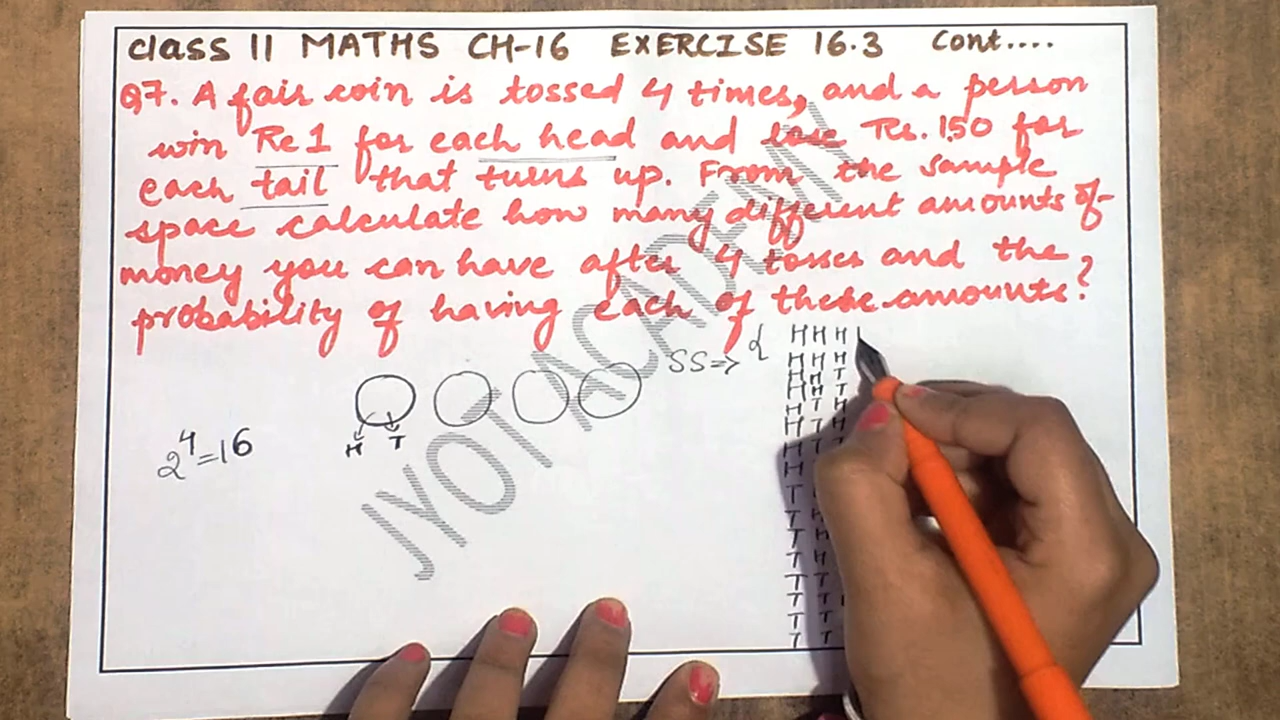 class 11 MATHS CH-16 EXERCISE 16.3 Cont....
Q7. A fair coin is tossed 4 times, and a person
win Re 1 for each head and lose Rs. 1.50 for
each tail that turns up. From the sample
space calculate how many different amounts of
money you can have after 4 tosses and the
probability of having each of these amounts?
SS => {
H H H
H H H
H H T
H H T
H T H
H T
H
H
T
T H
T H
T T
T T
T T
T T
H T
2^4=16
JYOTI ACADEMY